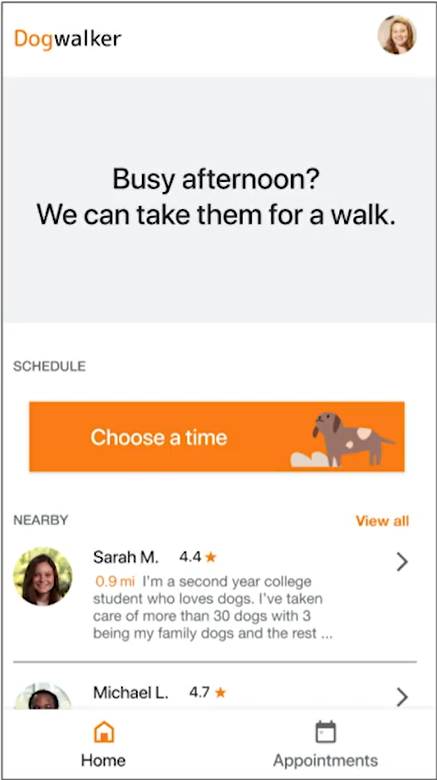 Dogwalker
Busy afternoon?
We can take them for a walk.
SCHEDULE
Choose a time
NEARBY
View all
Sarah M. 4.4 ★
0.9 mi I'm a second year college
student who loves dogs. I've taken
care of more than 30 dogs with 3
being my family dogs and the rest ...
Michael L. 4.7 ★
Home
Appointments